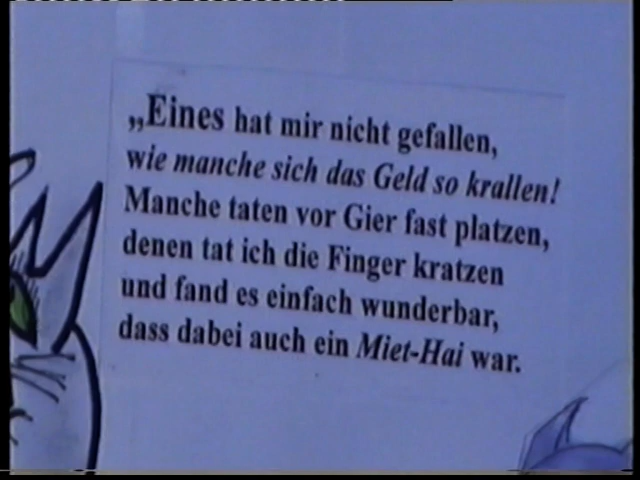 „Eines hat mir nicht gefallen,
wie manche sich das Geld so krallen!
Manche taten vor Gier fast platzen,
denen tat ich die Finger kratzen
und fand es einfach wunderbar,
dass dabei auch ein Miet-Hai war.